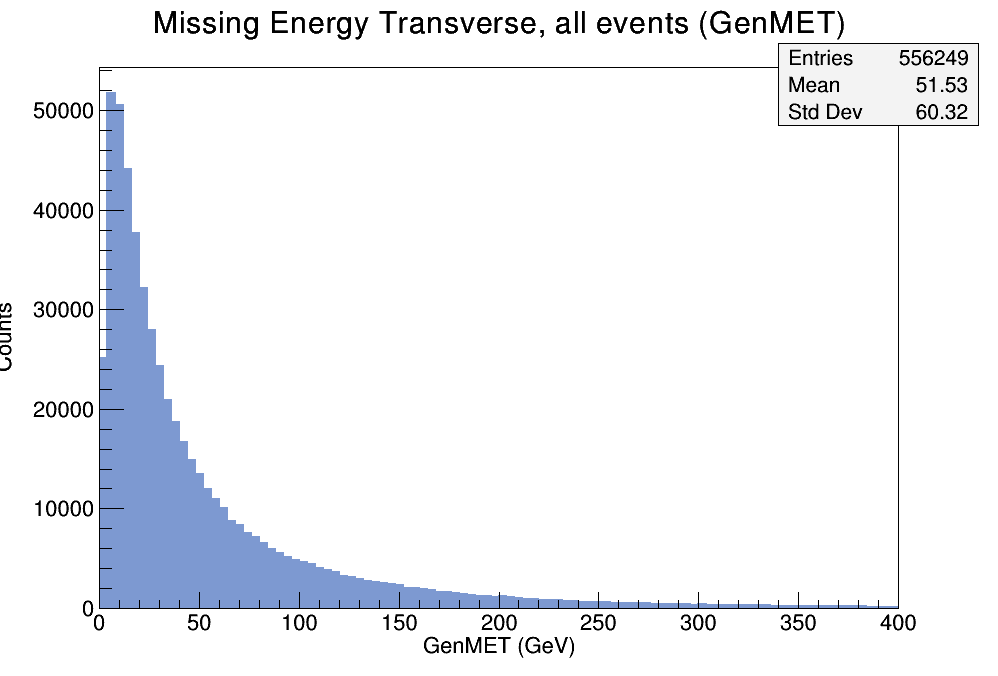 Missing Energy Transverse, all events (GenMET)
Entries 556249
Mean 51.53
Std Dev 60.32
50000
40000
30000
20000
10000
0
Counts
0 50 100 150 200 250 300 350 400
GenMET (GeV)